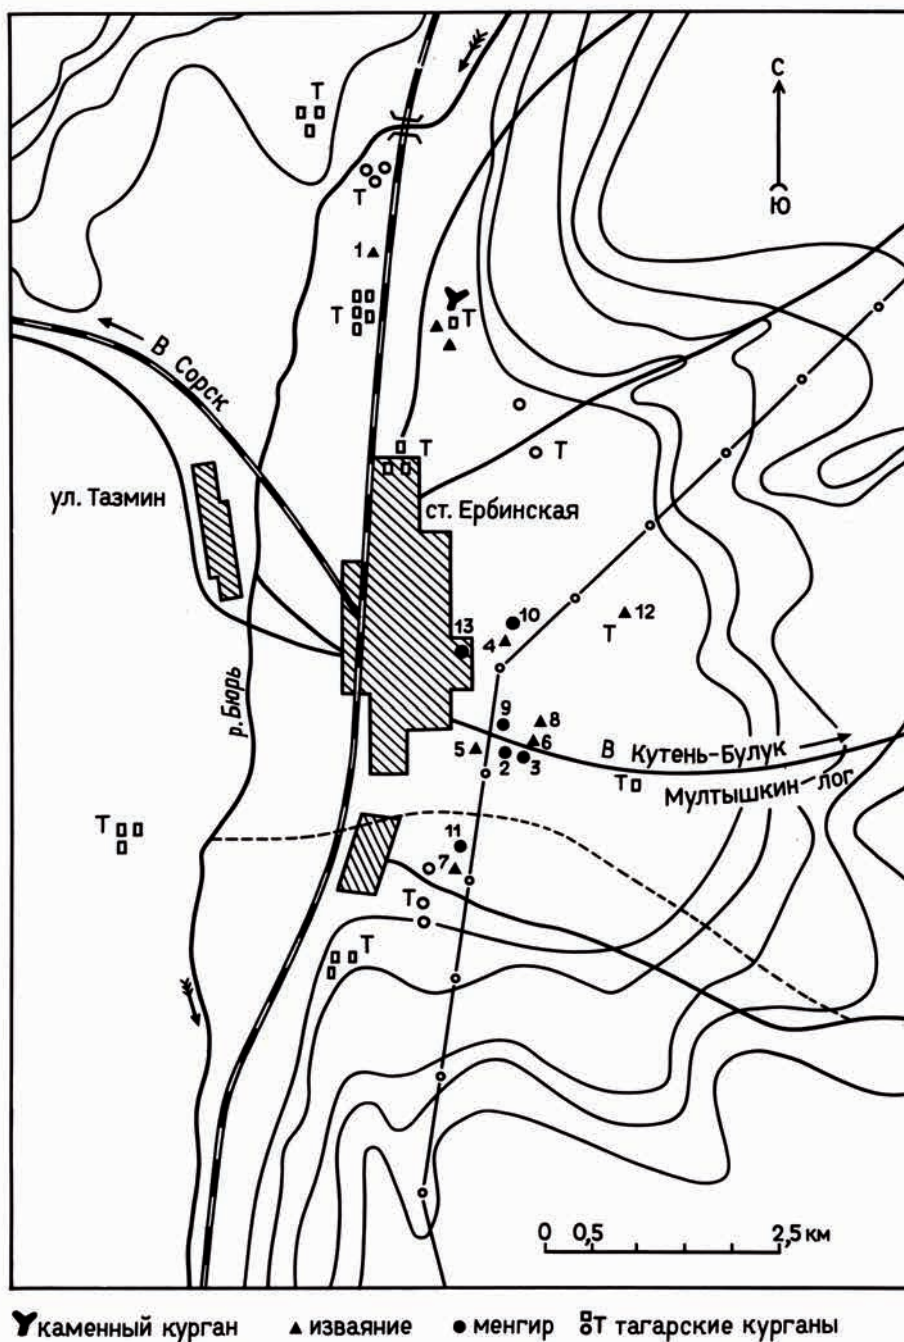 С
Ю
Т
Т
1
Т
Т
В Сорск
Т
Т
ул. Тазмин
ст. Ербинская
10
12
13
4
Т
9
8
р. Бюрь
5
6
2
3
В Кутень-Булук
Т
Мултышкин лог
Т
11
7
Т
Т
0 0,5 2,5 км
каменный курган изваяние менгир Т тагарские курганы